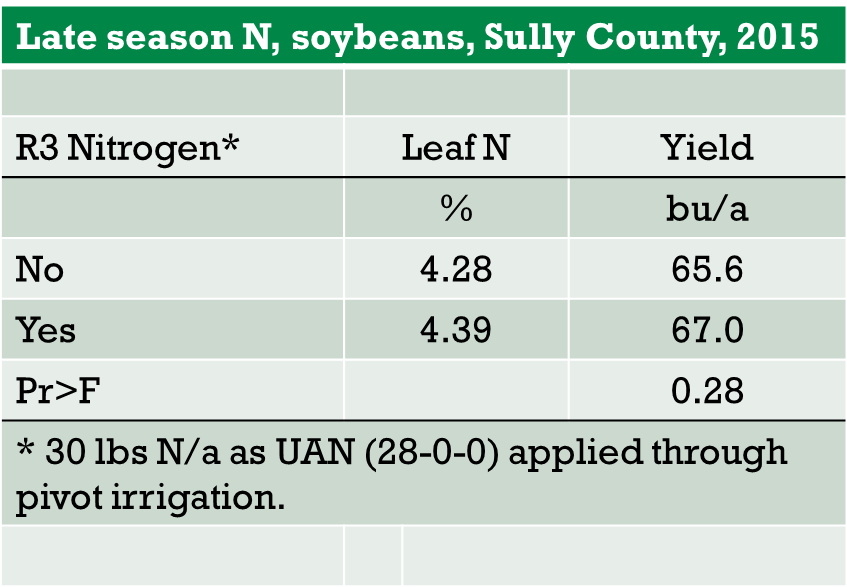 Late season N, soybeans, Sully County, 2015
R3 Nitrogen* Leaf N Yield
% bu/a
No 4.28 65.6
Yes 4.39 67.0
Pr>F 0.28
* 30 lbs N/a as UAN (28-0-0) applied through
pivot irrigation.